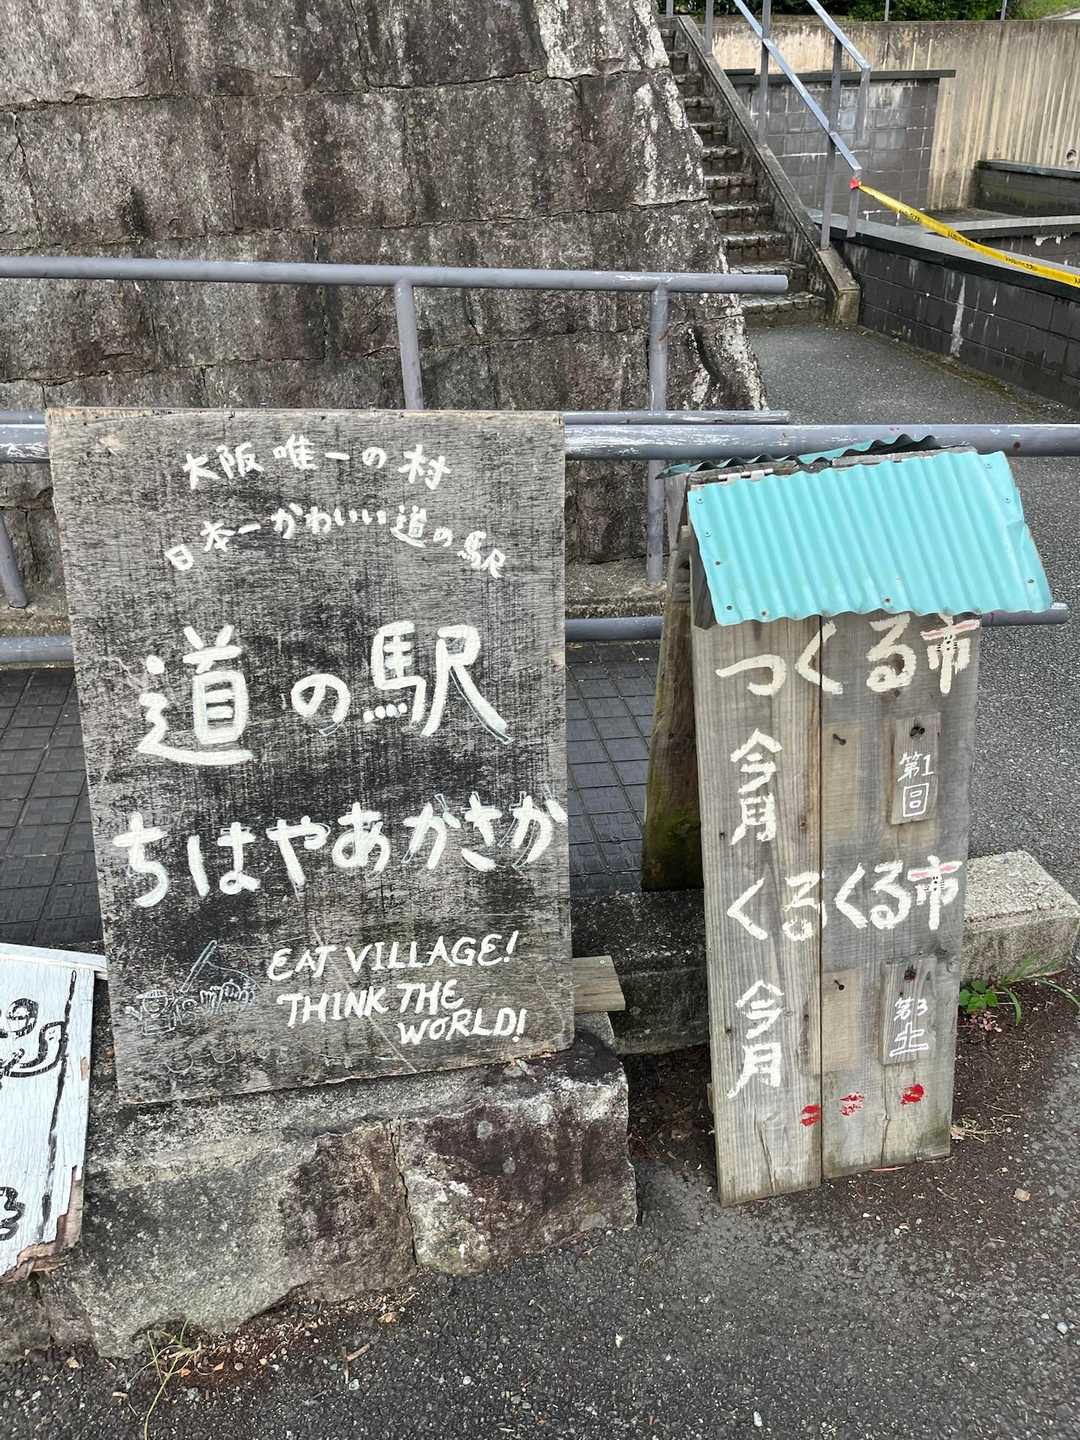 大阪唯一の村
日本一かわいい道の駅
道の駅
ちはやあかさか
EAT VILLAGE!
THINK THE
WORLD!
つくる市
今月
第1
日
くるくる市
今月
第3
土